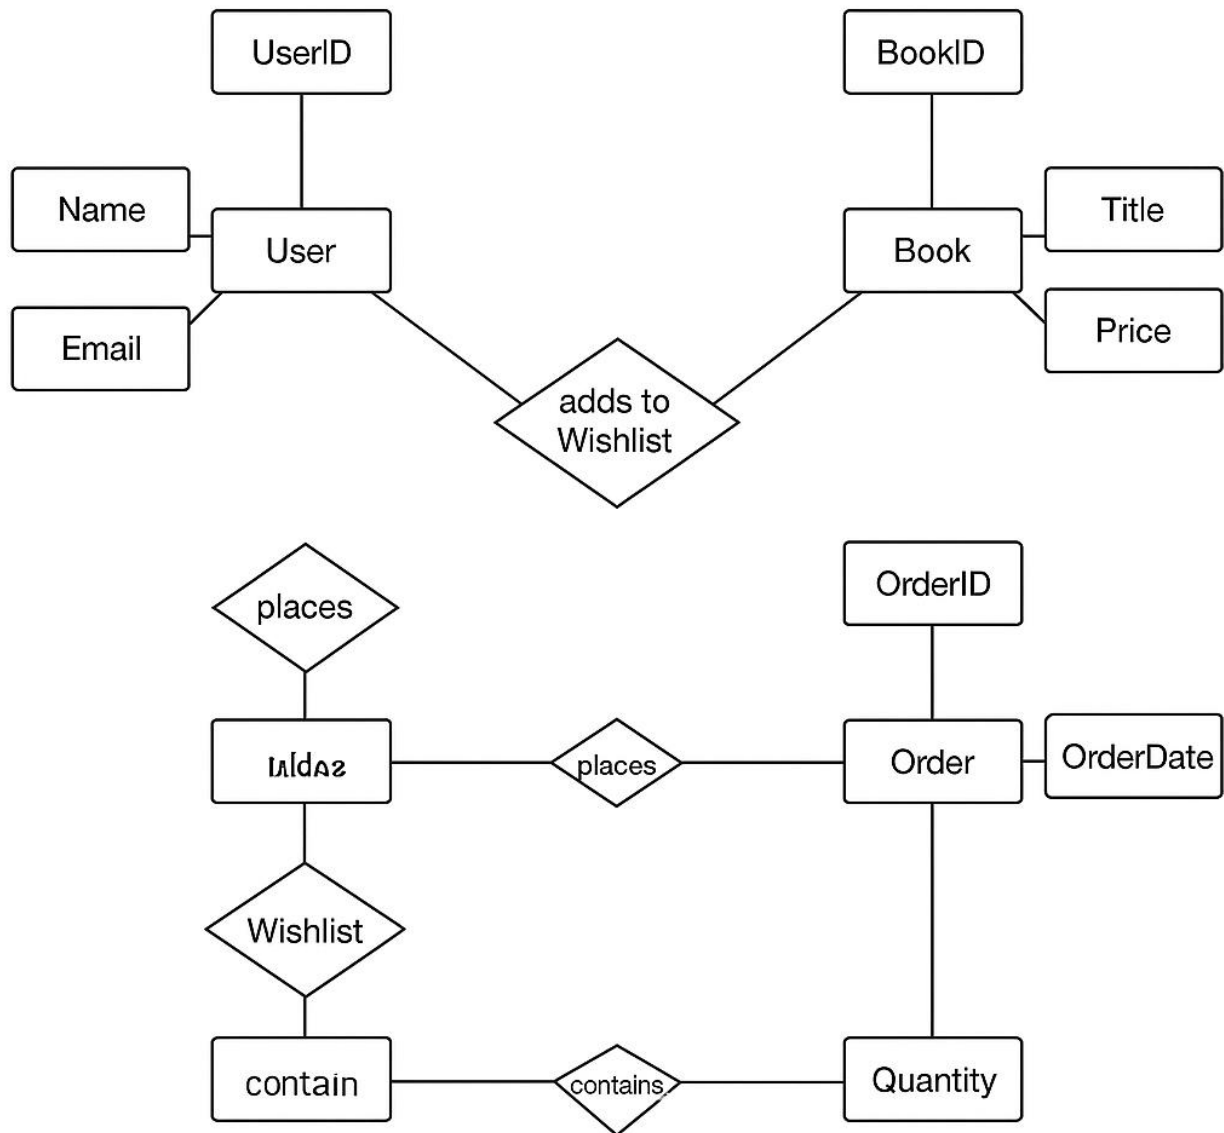 UserID
BookID
Name
User
Book
Title
Email
Price
adds to
Wishlist
places
OrderID
places
Order
OrderDate
Wishlist
contain
contains
Quantity